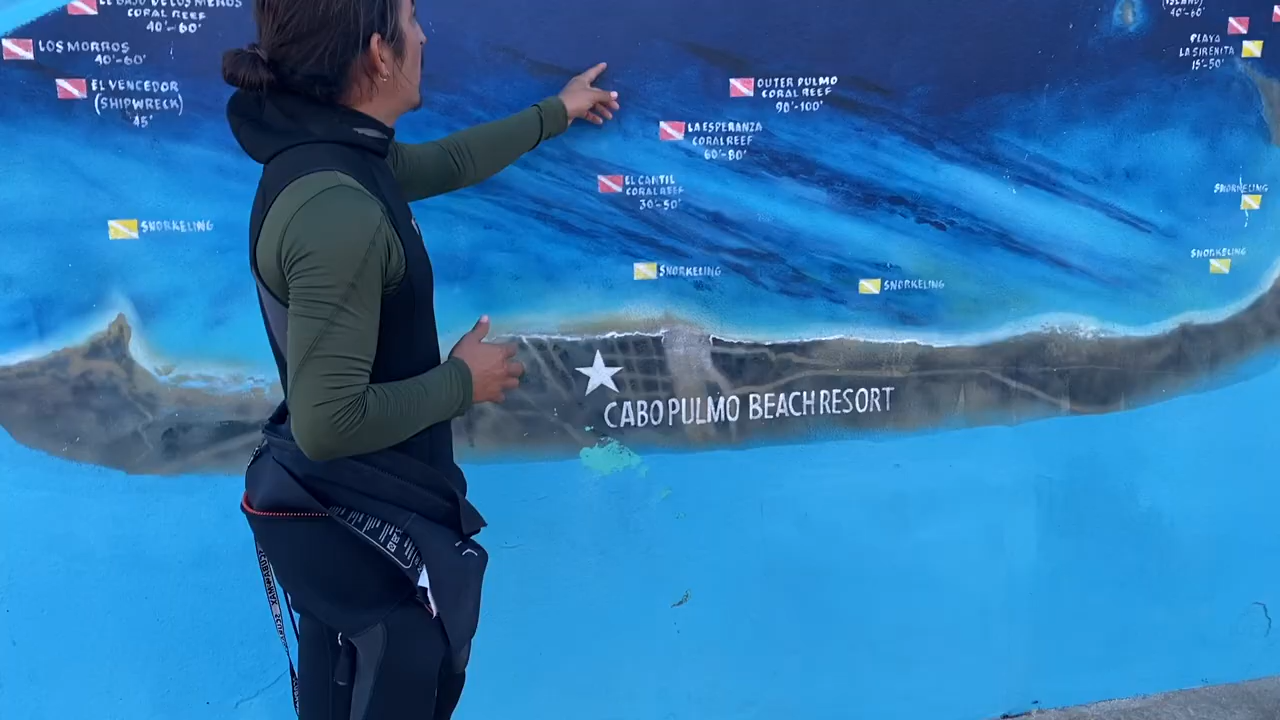 EL BAJO DE LOS MEROS
CORAL REEF
40'-60'
LOS MORROS
40'-60'
EL VENCEDOR
(SHIPWRECK)
45'
SNORKELING
OUTER PULMO
CORAL REEF
90'-100'
LA ESPERANZA
CORAL REEF
60'-80'
EL CANTIL
CORAL REEF
30'-50'
SNORKELING
SNORKELING
(ISLAND)
40'-60'
PLAYA
LA SIRENITA
15'-50'
SNORKELING
SNORKELING
CABO PULMO BEACH RESORT
SCUBAPRO